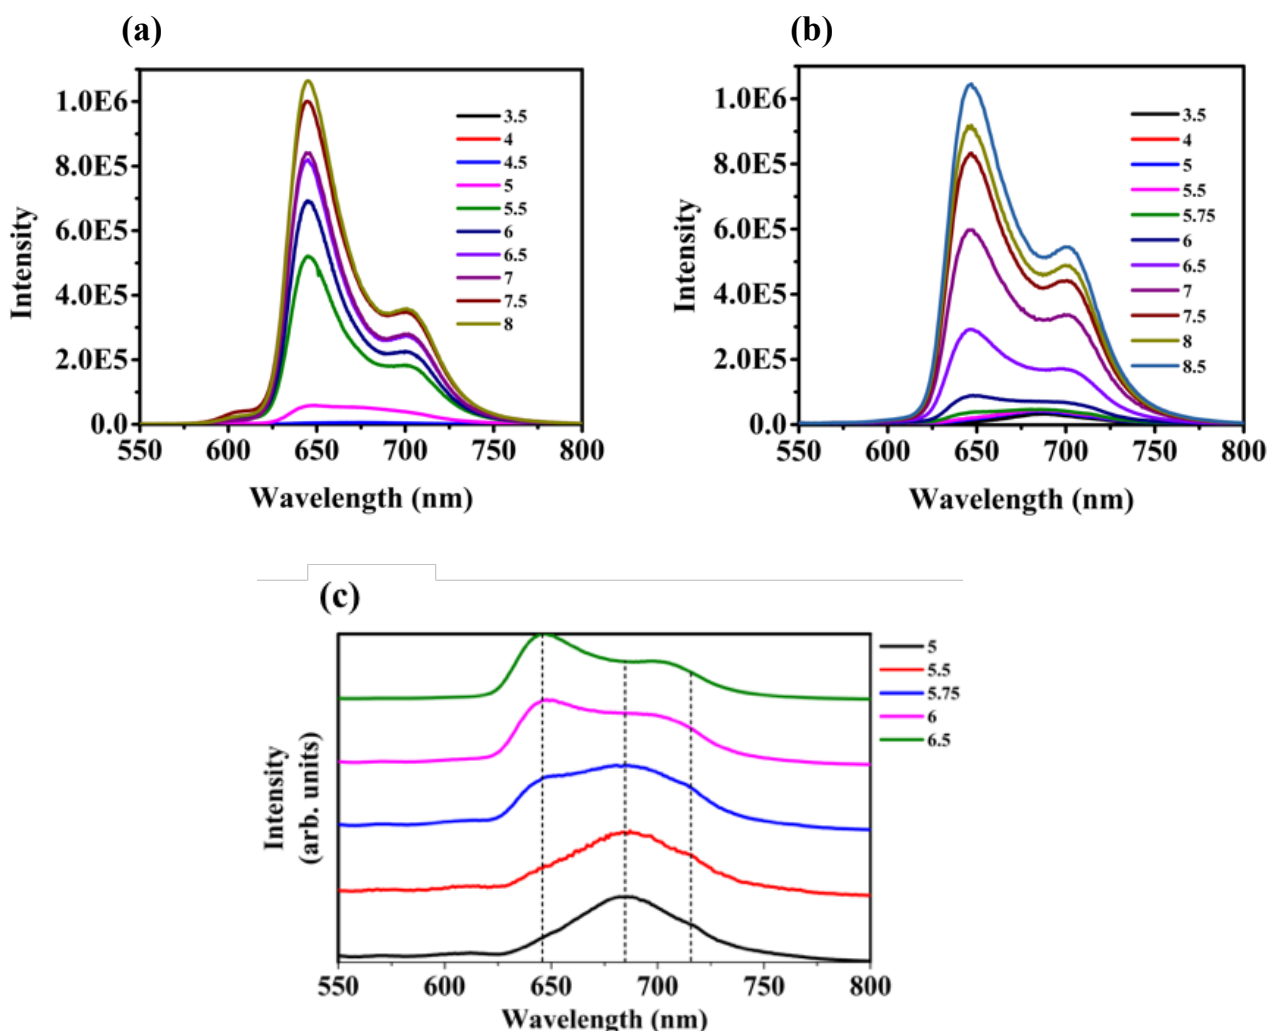 (a)
(b)
1.0E6
8.0E5
6.0E5
4.0E5
2.0E5
0.0
Intensity
3.5
4
4.5
5
5.5
6
6.5
7
7.5
8
550 600 650 700 750 800
Wavelength (nm)
1.0E6
8.0E5
6.0E5
4.0E5
2.0E5
0.0
Intensity
3.5
4
5
5.5
5.75
6
6.5
7
7.5
8
8.5
550 600 650 700 750 800
Wavelength (nm)
(c)
Intensity
(arb. units)
5
5.5
5.75
6
6.5
550 600 650 700 750 800
Wavelength (nm)